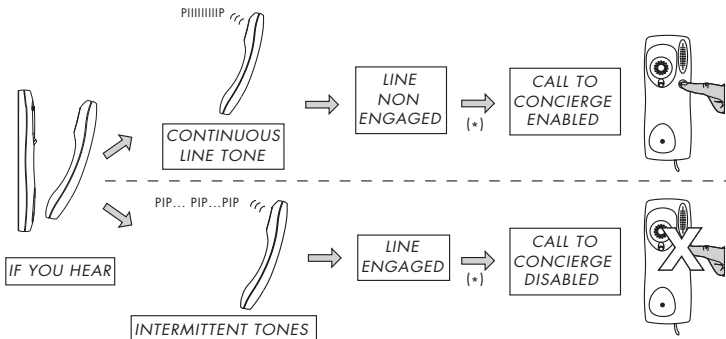 PIIIIIIIIIP
CONTINUOUS
LINE TONE
LINE
NON
ENGAGED
(*)
CALL TO
CONCIERGE
ENABLED
IF YOU HEAR
PIP... PIP...PIP
INTERMITTENT TONES
LINE
ENGAGED
(*)
CALL TO
CONCIERGE
DISABLED
X